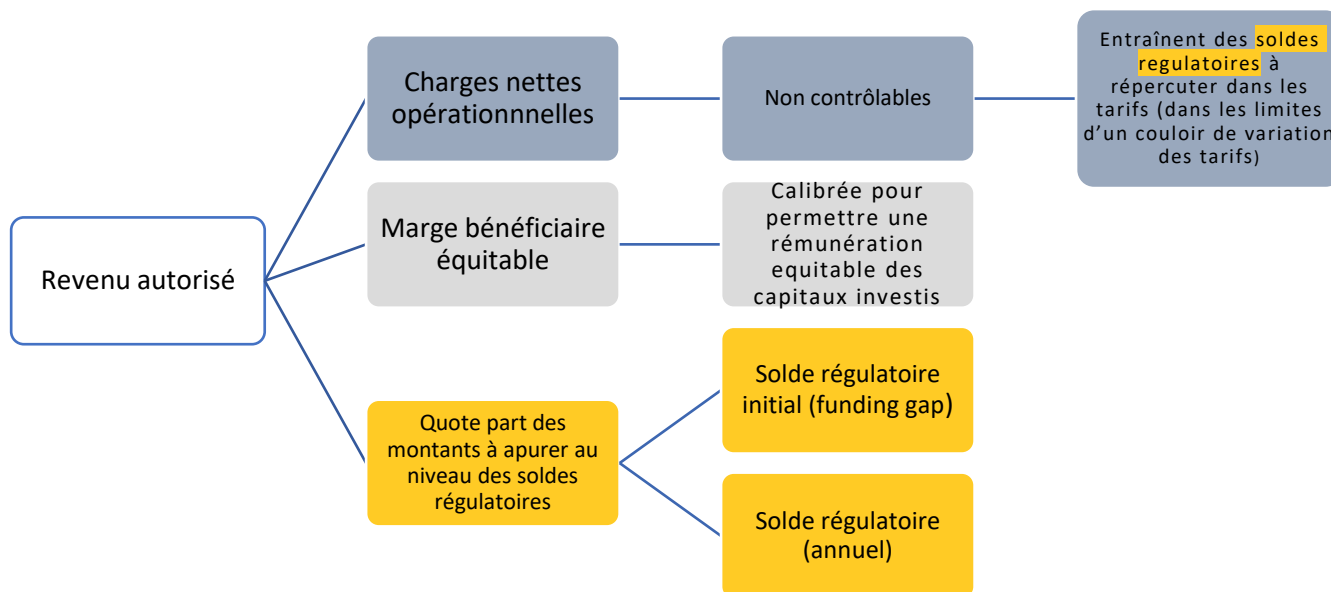 Revenu autorisé
Charges nettes
opérationnnelles
Non contrôlables
Entraînent des soldes
regulatoires à
répercuter dans les
tarifs (dans les limites
d'un couloir de variation
des tarifs)
Marge bénéficiaire
équitable
Calibrée pour
permettre une
rémunération
equitable des
capitaux investis
Quote part des
montants à apurer au
niveau des soldes
régulatoires
Solde régulatoire
initial (funding gap)
Solde régulatoire
(annuel)